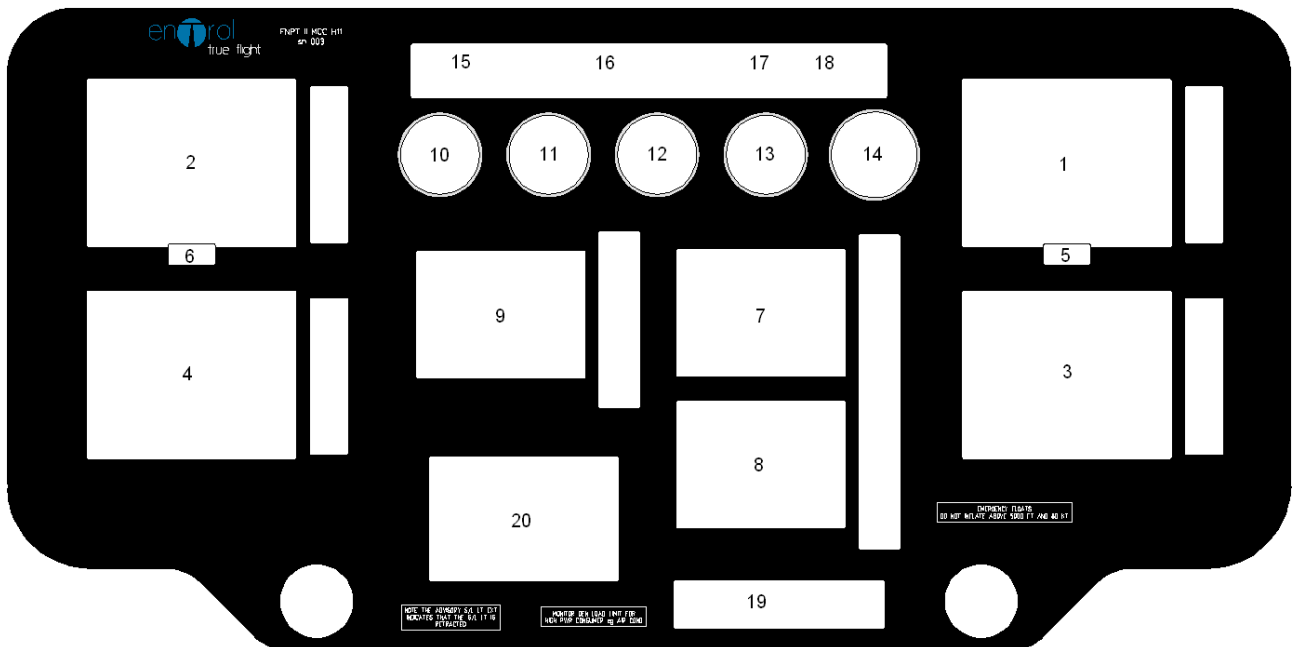 entrol
true flight
FNPT II MCC H11
sn 003
15
16
17
18
2
10
11
12
13
14
1
6
5
9
7
4
3
8
20
EMERGENCY FLOATS
DO NOT INFLATE ABOVE 5000 FT AND 80 KT
19
NOTE THE ADVISORY S/L LT EXT
INDICATES THAT THE S/L LT IS
RETRACTED
MONITOR GEN LOAD LIMIT FOR
HIGH PWR CONSUMER eg AIR COND